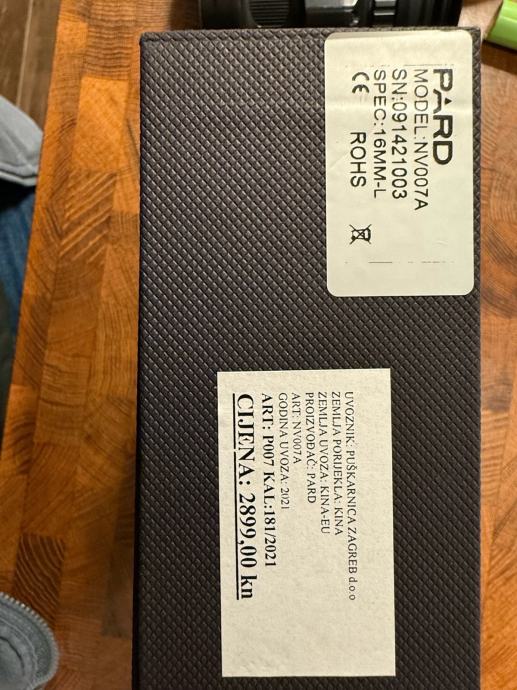 PARD
MODEL:NV007A
SN:091421003
SPEC:16MM-L
CE ROHS
UVOZNIK: PUŠKARNICA ZAGREB d.o.o
ZEMLJA PORIJEKLA: KINA
ZEMLJA UVOZA: KINA-EU
PROIZVOĐAČ: PARD
ART: NV007A
GODINA UVOZA: 2021
ART: P007 KAL:181/2021
CIJENA: 2899,00 kn